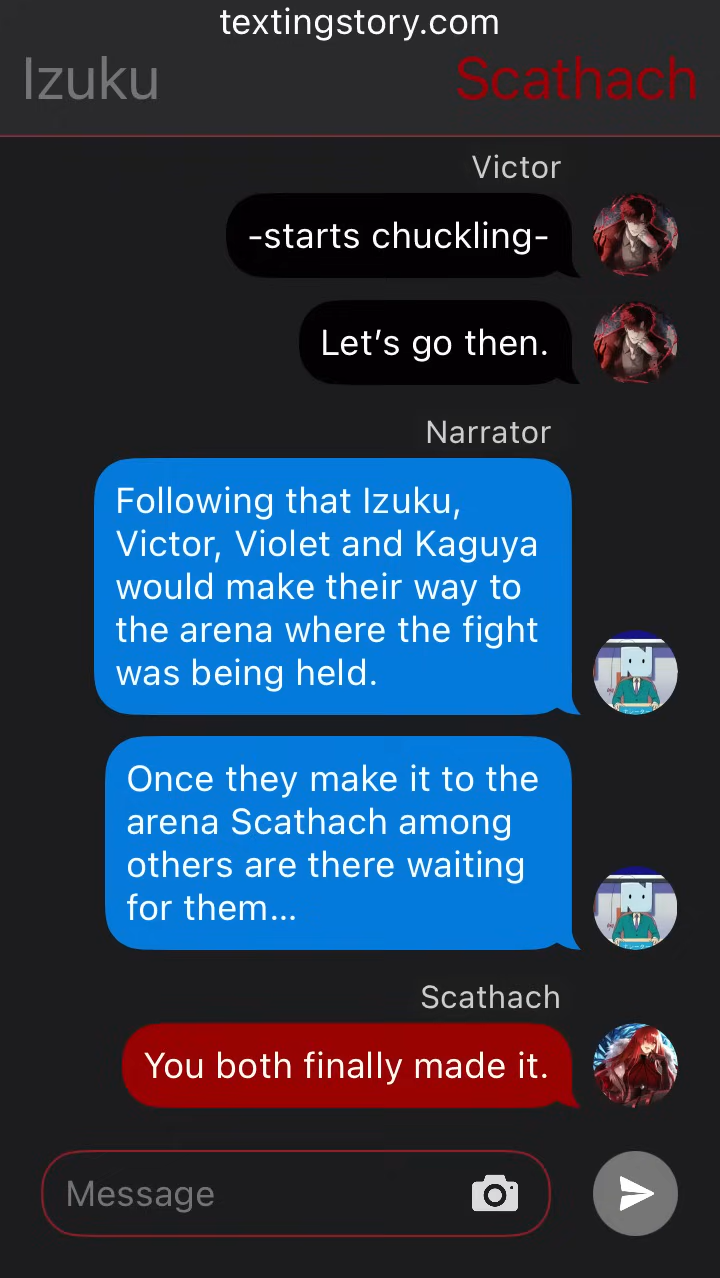 textingstory.com
Izuku
Scathach
Victor
-starts chuckling-
Let’s go then.
Narrator
Following that Izuku,
Victor, Violet and Kaguya
would make their way to
the arena where the fight
was being held.
Once they make it to the
arena Scathach among
others are there waiting
for them...
Scathach
You both finally made it.
Message